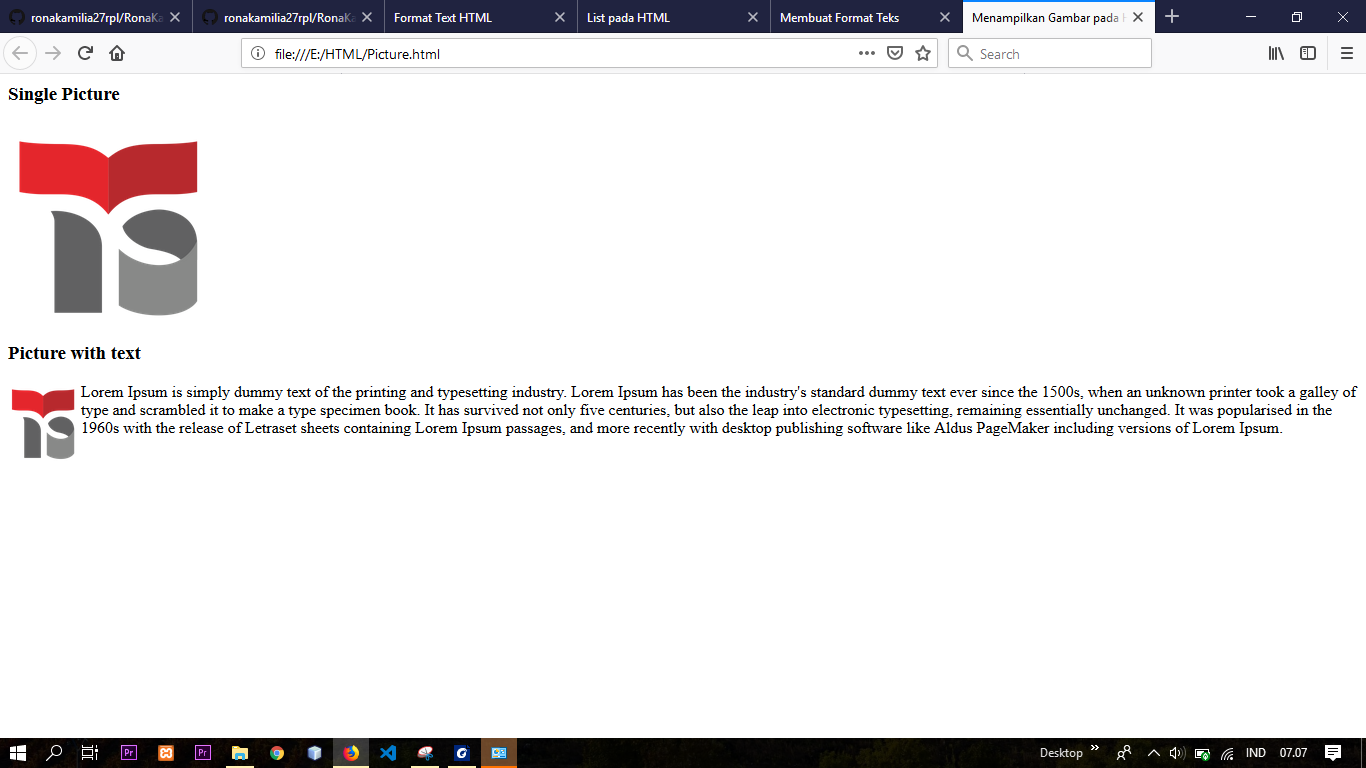 ronakamilia27rpl/RonaKa
ronakamilia27rpl/RonaKa
Format Text HTML
List pada HTML
Membuat Format Teks
Menampilkan Gambar pada H
file:///E:/HTML/Picture.html
Search
Single Picture
Picture with text
Lorem Ipsum is simply dummy text of the printing and typesetting industry. Lorem Ipsum has been the industry's standard dummy text ever since the 1500s, when an unknown printer took a galley of
type and scrambled it to make a type specimen book. It has survived not only five centuries, but also the leap into electronic typesetting, remaining essentially unchanged. It was popularised in the
1960s with the release of Letraset sheets containing Lorem Ipsum passages, and more recently with desktop publishing software like Aldus PageMaker including versions of Lorem Ipsum.
Pr
Pr
Desktop
IND
07.07